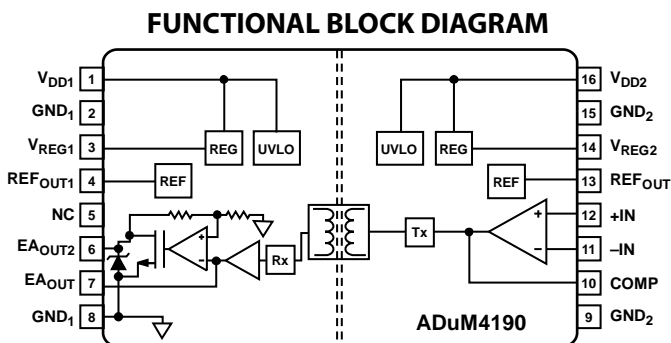 FUNCTIONAL BLOCK DIAGRAM
VDD1 1
GND1 2
VREG1 3
REFOUT1 4
NC 5
EAOUT2 6
EAOUT 7
GND1 8
REG
UVLO
REF
Rx
UVLO
REG
REF
Tx
+
−
+
−
ADuM4190
16 VDD2
15 GND2
14 VREG2
13 REFOUT
12 +IN
11 –IN
10 COMP
9 GND2